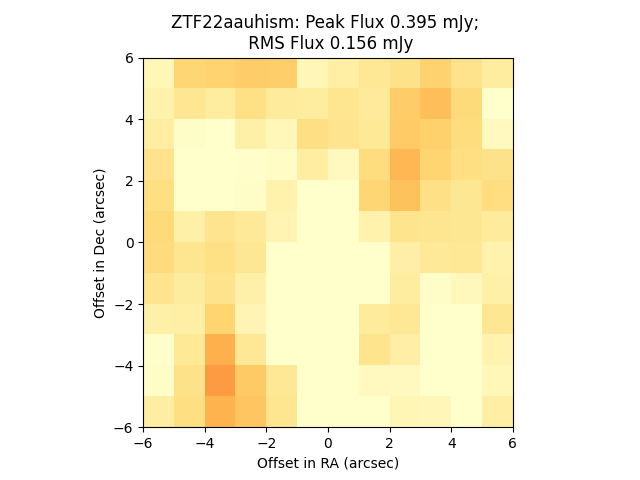 ZTF22aauhism: Peak Flux 0.395 mJy;
RMS Flux 0.156 mJy
6
4
2
0
−2
−4
−6
Offset in Dec (arcsec)
−6 −4 −2 0 2 4 6
Offset in RA (arcsec)